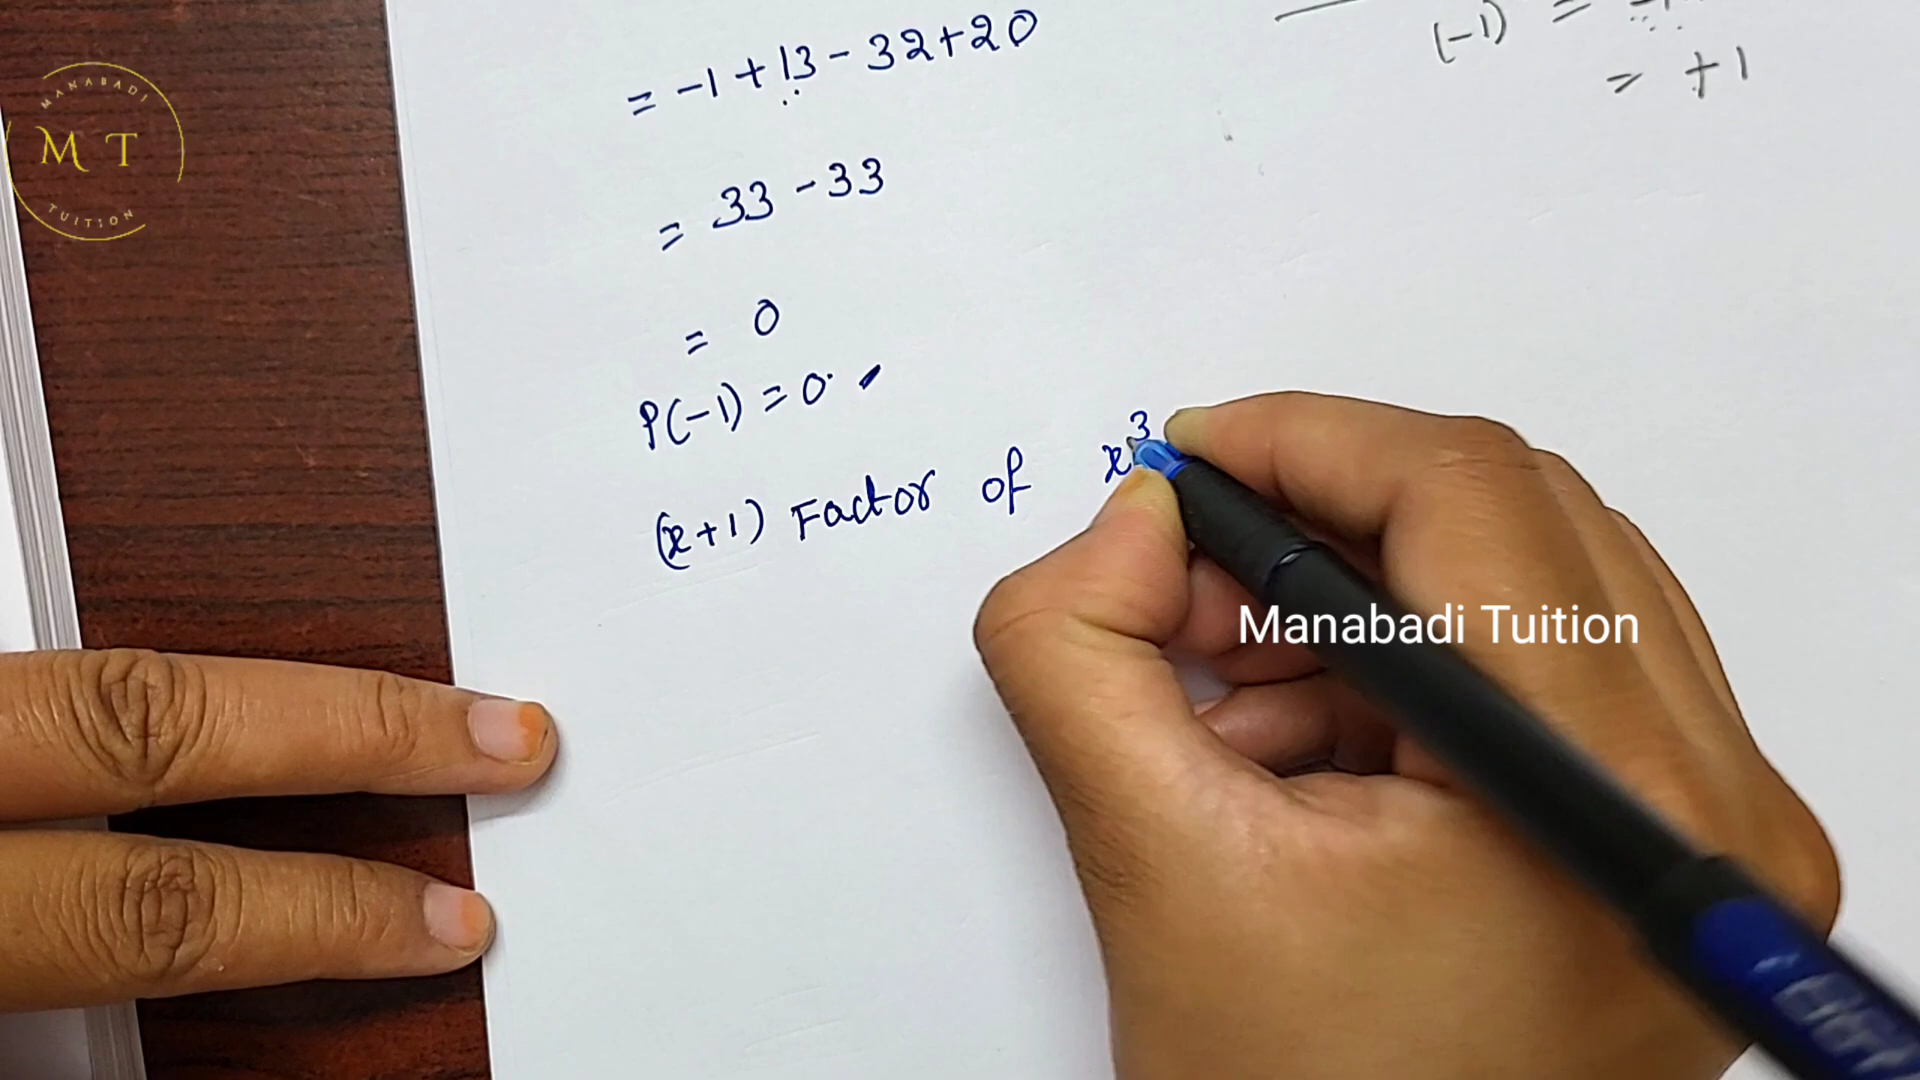 = -1 + 13 - 32 + 20
(-1) =
= +1
MANABADI
M T
TUITION
= 33 - 33
= 0
P(-1) = 0.
(x+1) Factor of x³
Manabadi Tuition